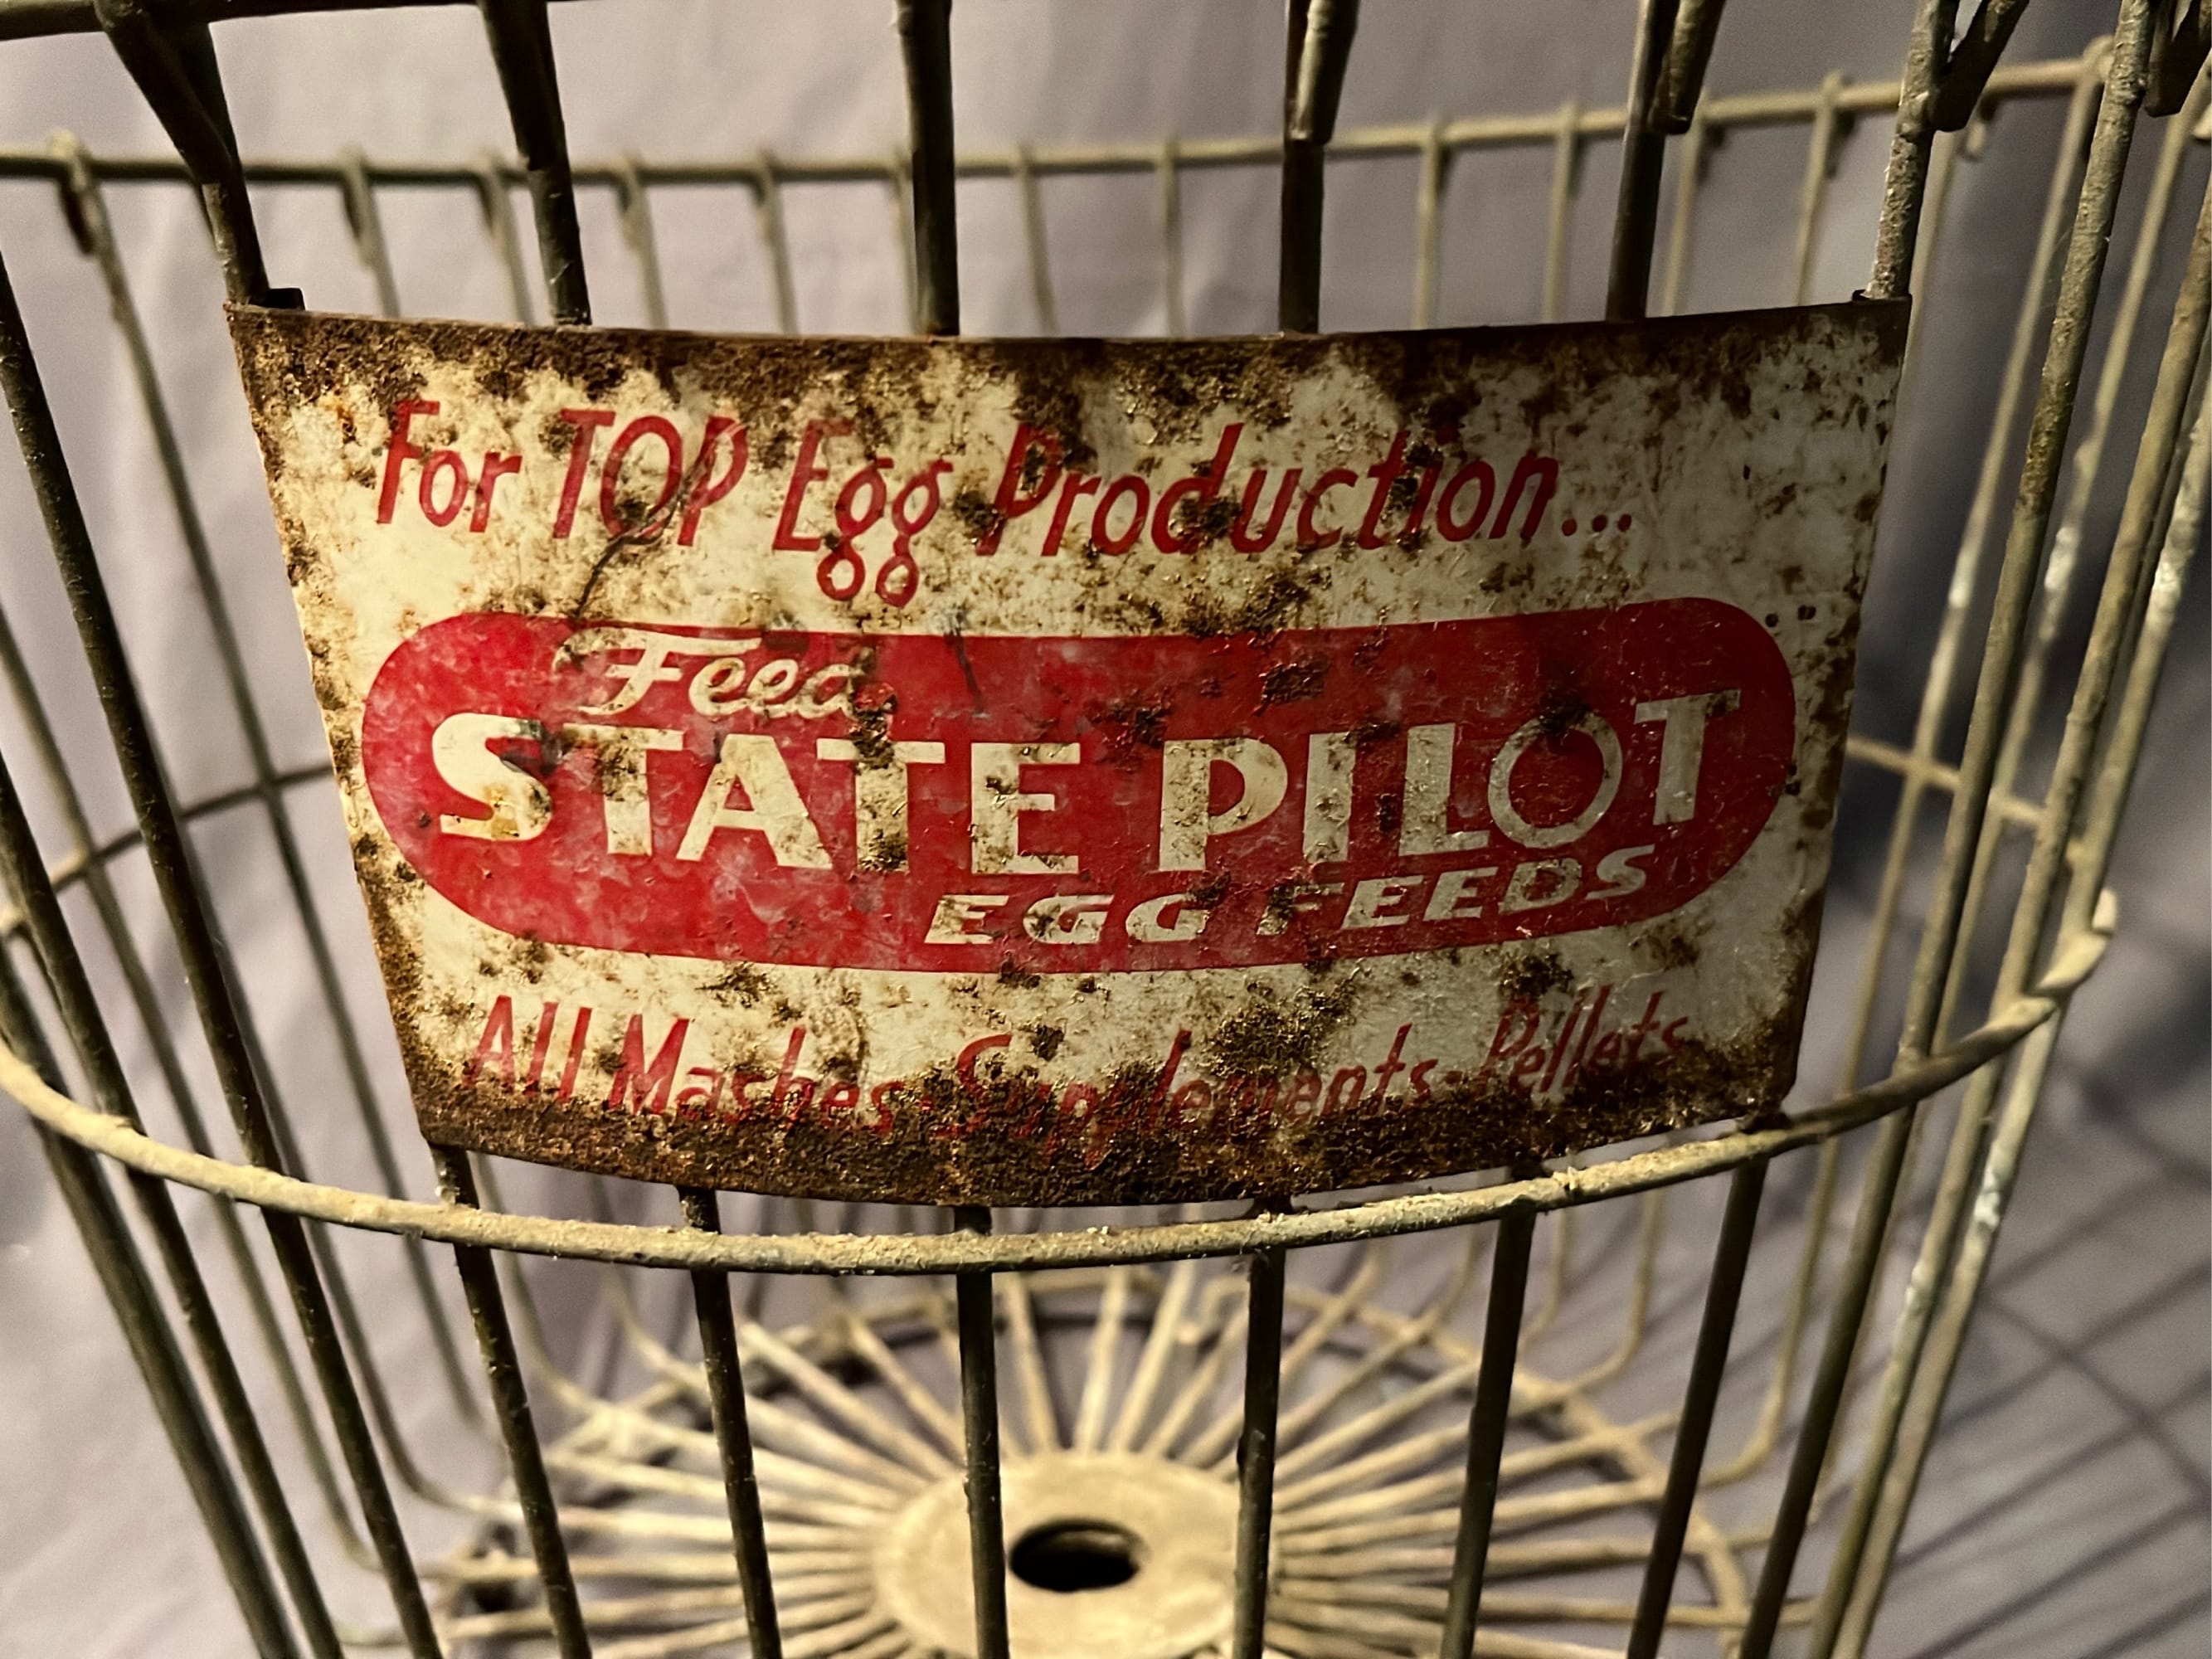 For TOP Egg Production...
Feed
STATE PILOT
EGG FEEDS
All Mashes-Supplements-Pellets